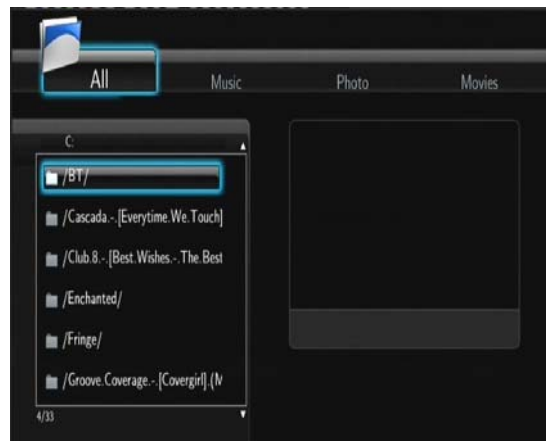 All
Music
Photo
Movies
C:
/BT/
/Cascada.-.[Everytime.We.Touch]
/Club.8.-.[Best.Wishes.-.The.Best
/Enchanted/
/Fringe/
/Groove.Coverage.-.[Covergirl].(M
4/33